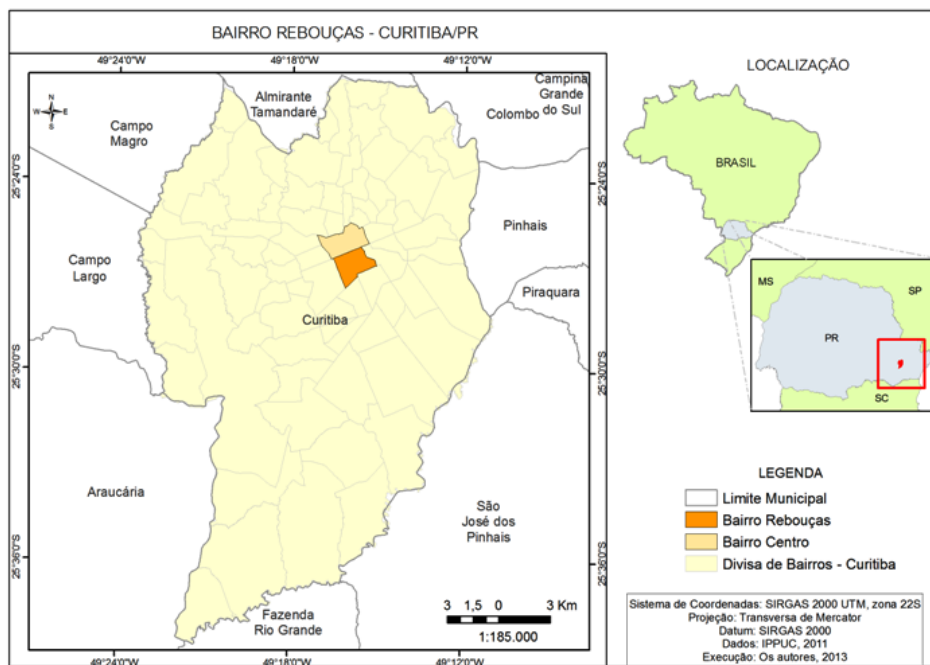 BAIRRO REBOUÇAS - CURITIBA/PR
49°24'0"W
49°18'0"W
49°12'0"W
N
W
E
S
Campo
Magro
Almirante
Tamandaré
Campina
Grande
do Sul
Colombo
25°24'0"S
25°24'0"S
Pinhais
Campo
Largo
Piraquara
Curitiba
25°30'0"S
25°30'0"S
Araucária
São
José dos
Pinhais
25°36'0"S
25°36'0"S
Fazenda
Rio Grande
3 1,5 0 3 Km
1:185.000
49°24'0"W
49°18'0"W
49°12'0"W
LOCALIZAÇÃO
BRASIL
MS
SP
PR
SC
LEGENDA
Limite Municipal
Bairro Rebouças
Bairro Centro
Divisa de Bairros - Curitiba
Sistema de Coordenadas: SIRGAS 2000 UTM, zona 22S
Projeção: Transversa de Mercator
Datum: SIRGAS 2000
Dados: IPPUC, 2011
Execução: Os autores, 2013